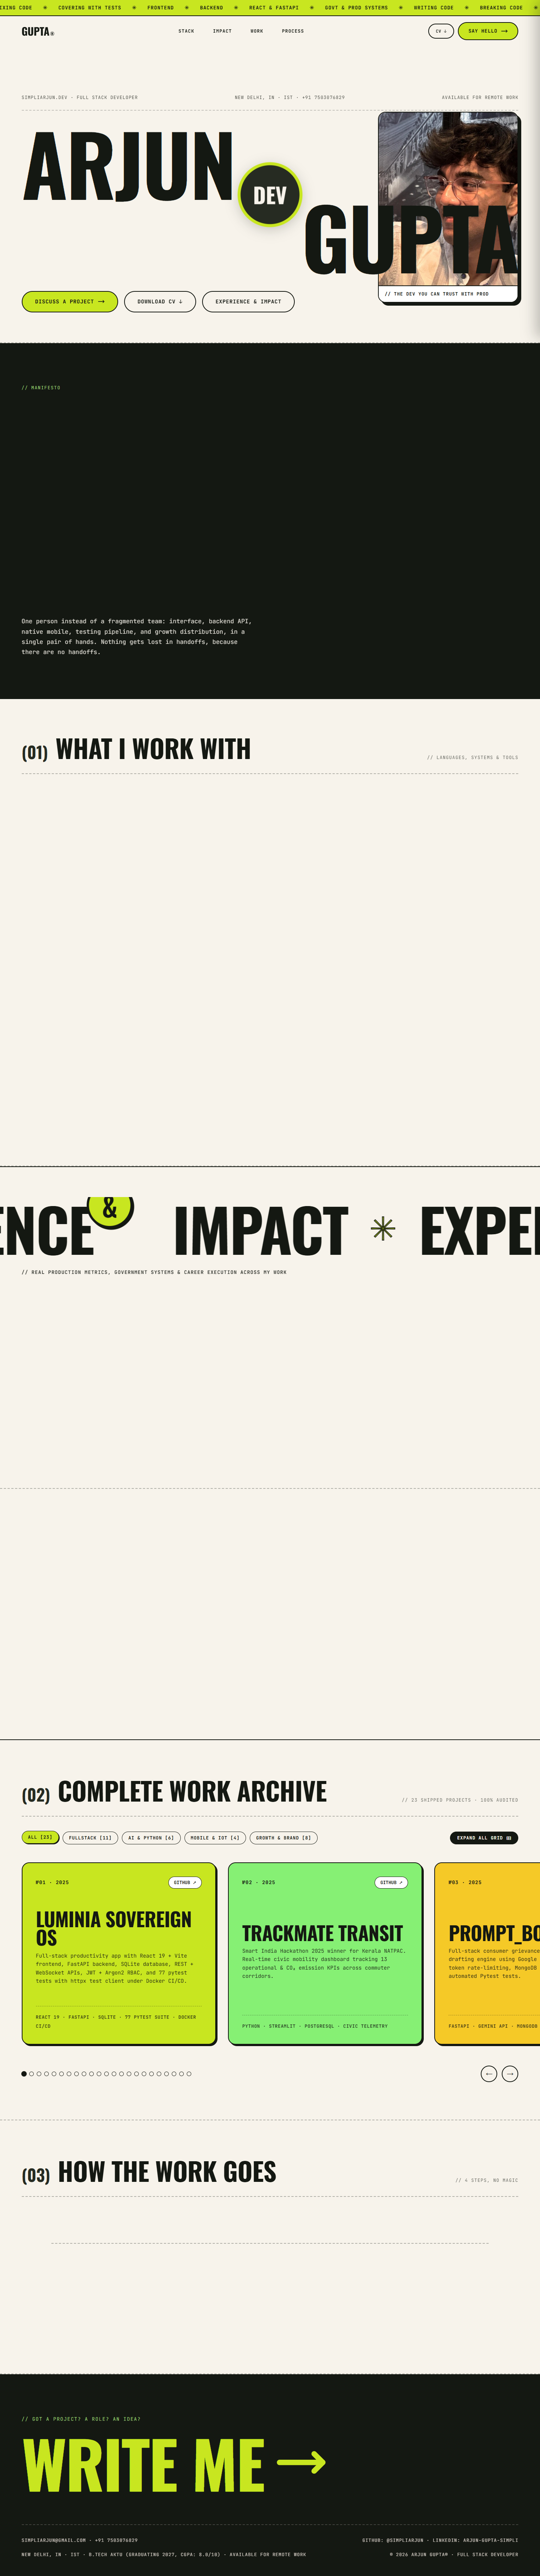 IXING CODE ✳ COVERING WITH TESTS ✳ FRONTEND ✳ BACKEND ✳ REACT & FASTAPI ✳ GOVT & PROD SYSTEMS ✳ WRITING CODE ✳ BREAKING CODE ✳
GUPTA®
STACK IMPACT WORK PROCESS
CV ↓
SAY HELLO ⟶
SIMPLIARJUN.DEV · FULL STACK DEVELOPER
NEW DELHI, IN · IST · +91 7503076029
AVAILABLE FOR REMOTE WORK
ARJUN
DEV
GUPTA
// THE DEV YOU CAN TRUST WITH PROD
DISCUSS A PROJECT ⟶
DOWNLOAD CV ↓
EXPERIENCE & IMPACT
// MANIFESTO
One person instead of a fragmented team: interface, backend API,
native mobile, testing pipeline, and growth distribution, in a
single pair of hands. Nothing gets lost in handoffs, because
there are no handoffs.
(01) WHAT I WORK WITH
// LANGUAGES, SYSTEMS & TOOLS
ENCE & IMPACT ✳ EXPE
// REAL PRODUCTION METRICS, GOVERNMENT SYSTEMS & CAREER EXECUTION ACROSS MY WORK
(02) COMPLETE WORK ARCHIVE
// 23 SHIPPED PROJECTS · 100% AUDITED
ALL [23]
FULLSTACK [11]
AI & PYTHON [6]
MOBILE & IOT [4]
GROWTH & BRAND [8]
EXPAND ALL GRID
№01 · 2025
GITHUB ↗
LUMINIA SOVEREIGN
OS
Full-stack productivity app with React 19 + Vite
frontend, FastAPI backend, SQLite database, REST +
WebSocket APIs, JWT + Argon2 RBAC, and 77 pytest
tests with httpx test client under Docker CI/CD.
REACT 19 · FASTAPI · SQLITE · 77 PYTEST SUITE · DOCKER
CI/CD
№02 · 2025
GITHUB ↗
TRACKMATE TRANSIT
Smart India Hackathon 2025 winner for Kerala NATPAC.
Real-time civic mobility dashboard tracking 13
operational & CO₂ emission KPIs across commuter
corridors.
PYTHON · STREAMLIT · POSTGRESQL · CIVIC TELEMETRY
№03 · 2025
PROMPT_BO
Full-stack consumer grievance
drafting engine using Google
token rate-limiting, MongoDB
automated Pytest tests.
FASTAPI · GEMINI API · MONGODB
← →
(03) HOW THE WORK GOES
// 4 STEPS, NO MAGIC
// GOT A PROJECT? A ROLE? AN IDEA?
WRITE ME →
SIMPLIARJUN@GMAIL.COM · +91 7503076029
GITHUB: @SIMPLIARJUN · LINKEDIN: ARJUN-GUPTA-SIMPLI
NEW DELHI, IN · IST · B.TECH AKTU (GRADUATING 2027, CGPA: 8.0/10) · AVAILABLE FOR REMOTE WORK
© 2026 ARJUN GUPTAM · FULL STACK DEVELOPER